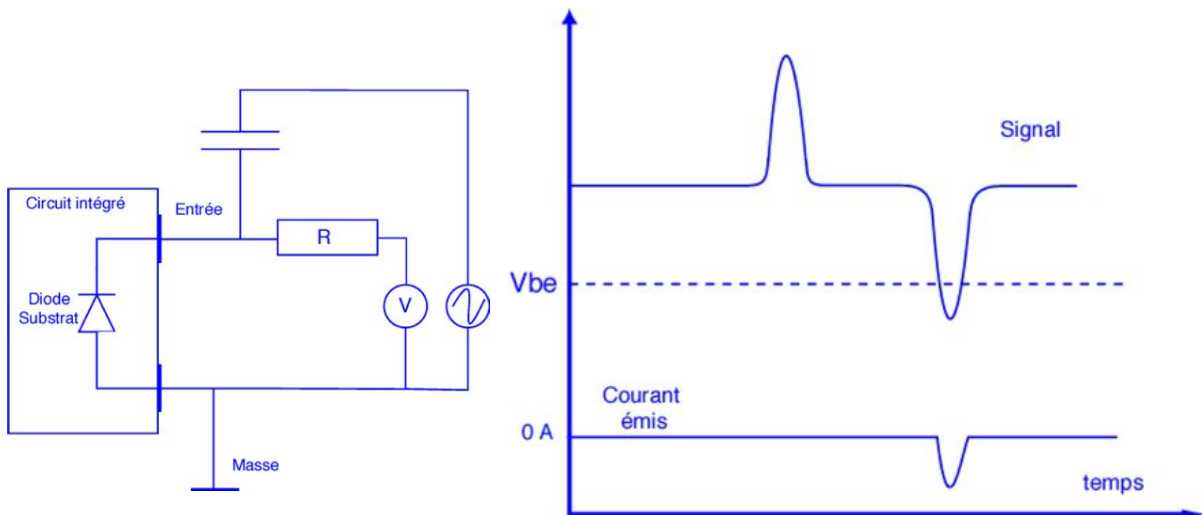 Circuit intégré
Entrée
R
V
Diode
Substrat
Masse
Signal
Vbe
Courant
émis
0 A
temps